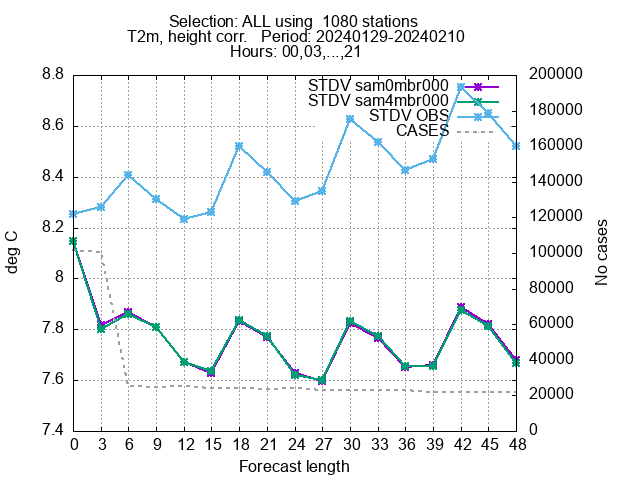 Selection: ALL using  1080 stations
T2m, height corr.   Period: 20240129-20240210
Hours: 00,03,...,21
STDV sam0mbr000
STDV sam4mbr000
STDV OBS
CASES
deg C
8.8
8.6
8.4
8.2
8
7.8
7.6
7.4
200000
180000
160000
140000
120000
100000
80000
60000
40000
20000
0
No cases
0 3 6 9 12 15 18 21 24 27 30 33 36 39 42 45 48
Forecast length